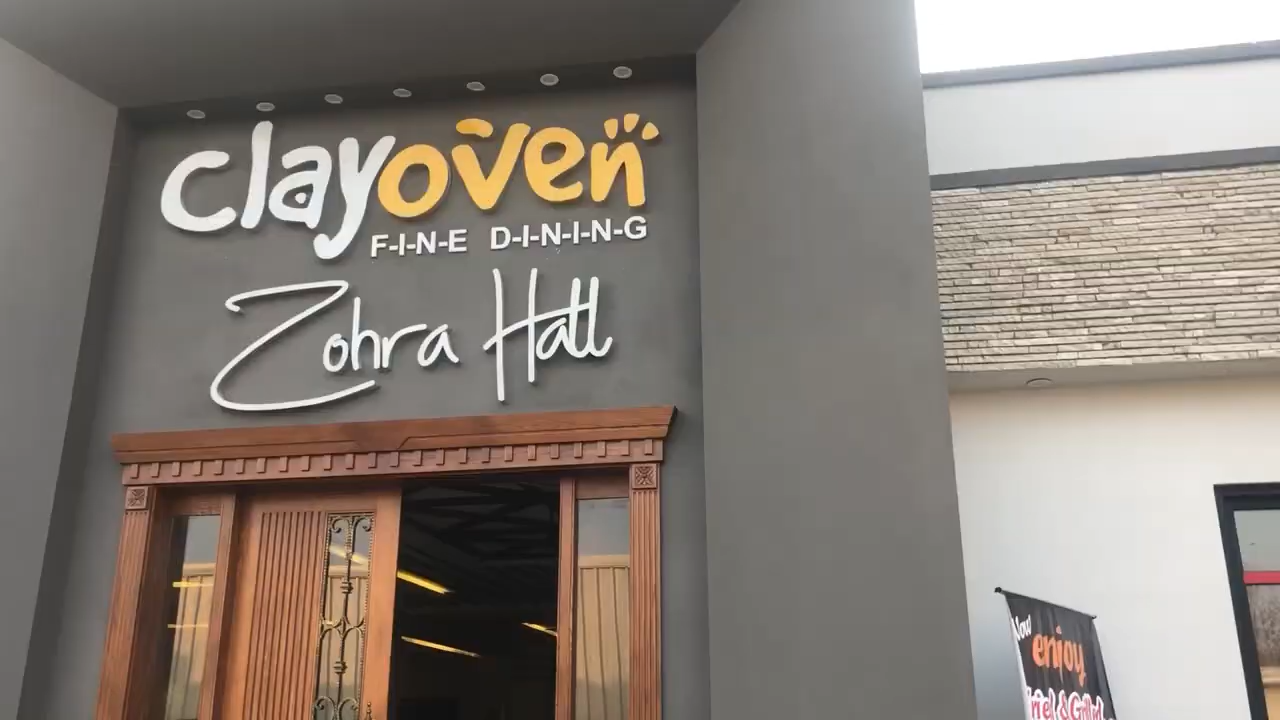 clayoven
F-I-N-E D-I-N-I-N-G
Zohra Hall
Now
enjoy